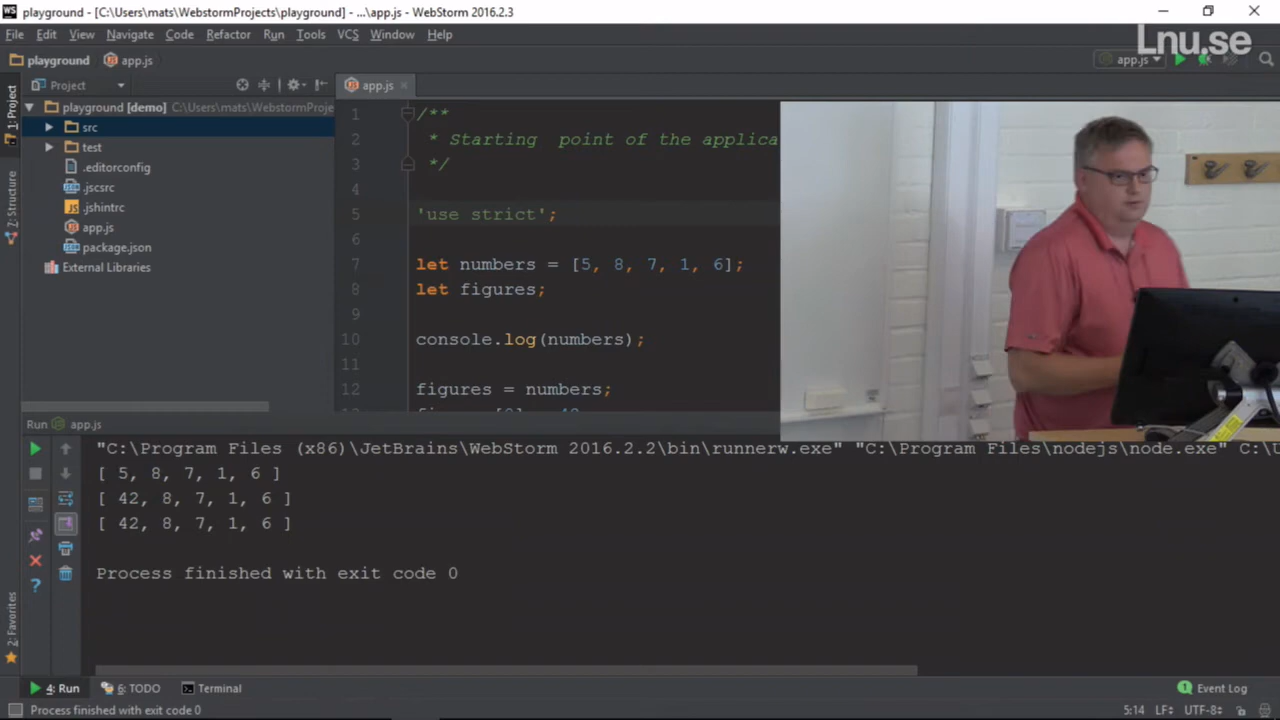 playground - [C:\Users\mats\WebstormProjects\playground] - ...\app.js - WebStorm 2016.2.3
File Edit View Navigate Code Refactor Run Tools VCS Window Help
Lnu.se
playground app.js
app.js
1: Project
Project
app.js
playground [demo] C:\Users\mats\WebstormProje
src
test
.editorconfig
.jscsrc
.jshintrc
app.js
package.json
External Libraries
7: Structure
1 /**
2 * Starting point of the applica
3 */
4
5 'use strict';
6
7 let numbers = [5, 8, 7, 1, 6];
8 let figures;
9
10 console.log(numbers);
11
12 figures = numbers;
Run app.js
"C:\Program Files (x86)\JetBrains\WebStorm 2016.2.2\bin\runnerw.exe" "C:\Program Files\nodejs\node.exe" C:\U
[ 5, 8, 7, 1, 6 ]
[ 42, 8, 7, 1, 6 ]
[ 42, 8, 7, 1, 6 ]
Process finished with exit code 0
2: Favorites
4: Run 6: TODO Terminal
1 Event Log
Process finished with exit code 0
5:14 LF UTF-8